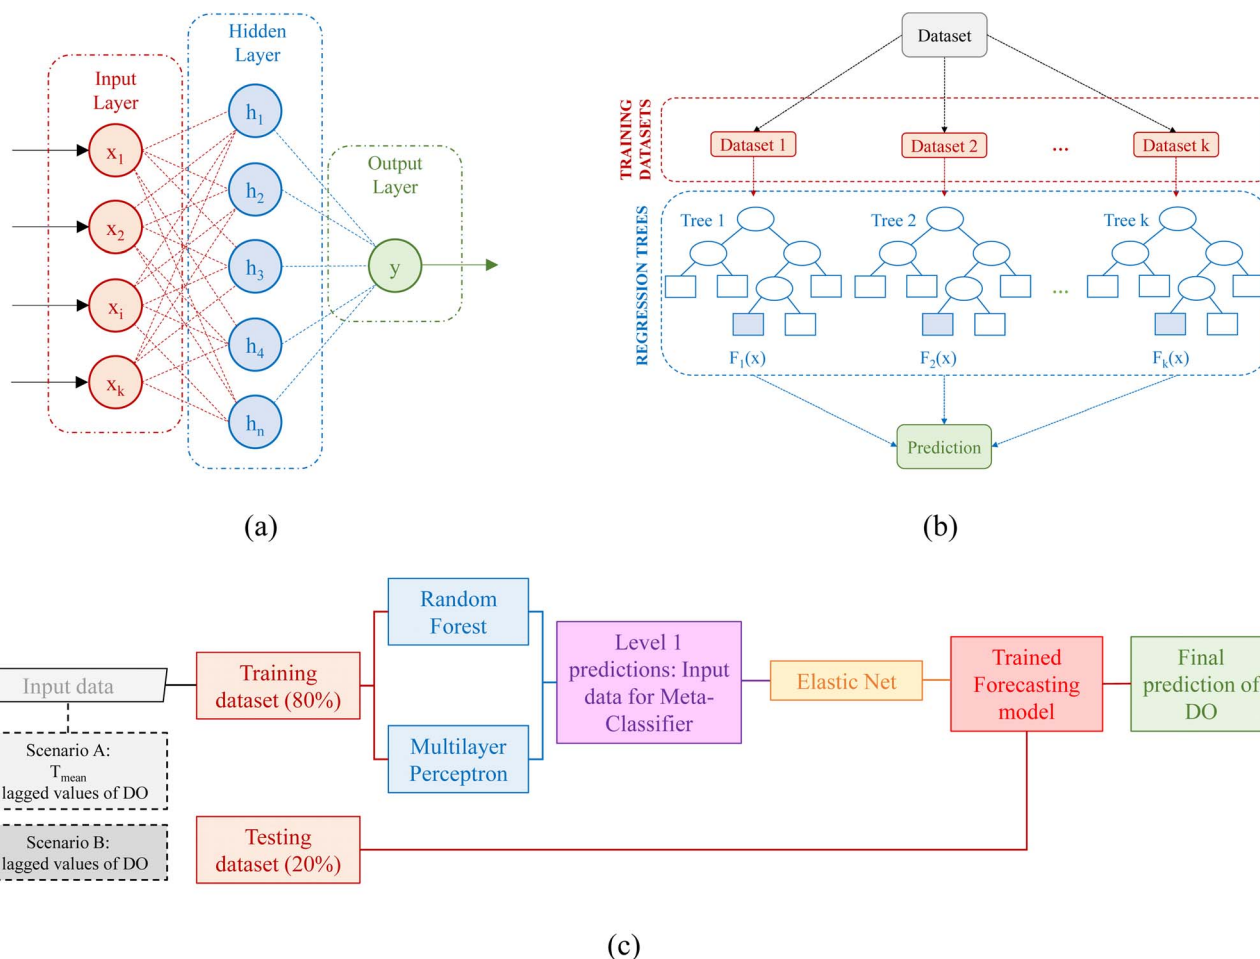 Hidden
Layer
Input
Layer
Output
Layer
x1
x2
xi
xk
h1
h2
h3
h4
hn
y
(a)
Dataset
TRAINING
DATASETS
Dataset 1
Dataset 2
...
Dataset k
REGRESSION TREES
Tree 1
Tree 2
Tree k
...
F1(x)
F2(x)
Fk(x)
Prediction
(b)
Input data
Scenario A:
Tmean
lagged values of DO
Scenario B:
lagged values of DO
Training
dataset (80%)
Testing
dataset (20%)
Random
Forest
Multilayer
Perceptron
Level 1
predictions: Input
data for Meta-
Classifier
Elastic Net
Trained
Forecasting
model
Final
prediction of
DO
(c)